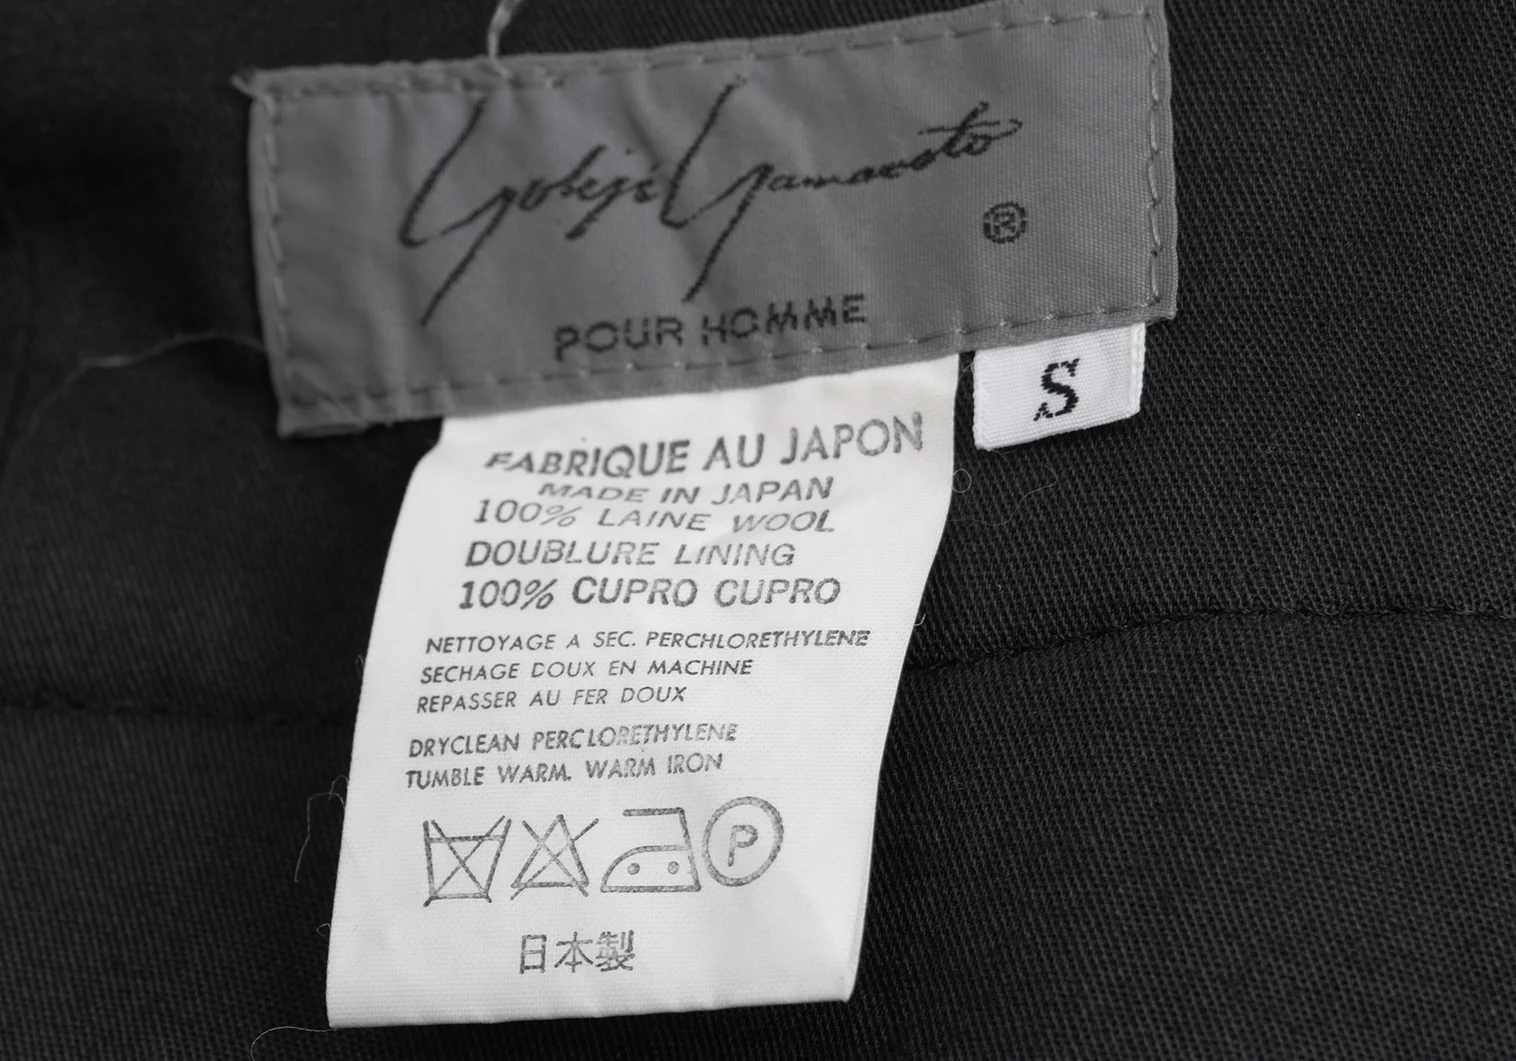 Yohji Yamamoto
®
POUR HOMME
S
FABRIQUE AU JAPON
MADE IN JAPAN
100% LAINE WOOL
DOUBLURE LINING
100% CUPRO CUPRO
NETTOYAGE A SEC. PERCHLORETHYLENE
SECHAGE DOUX EN MACHINE
REPASSER AU FER DOUX
DRYCLEAN PERCLORETHYLENE
TUMBLE WARM. WARM IRON
P
日本製